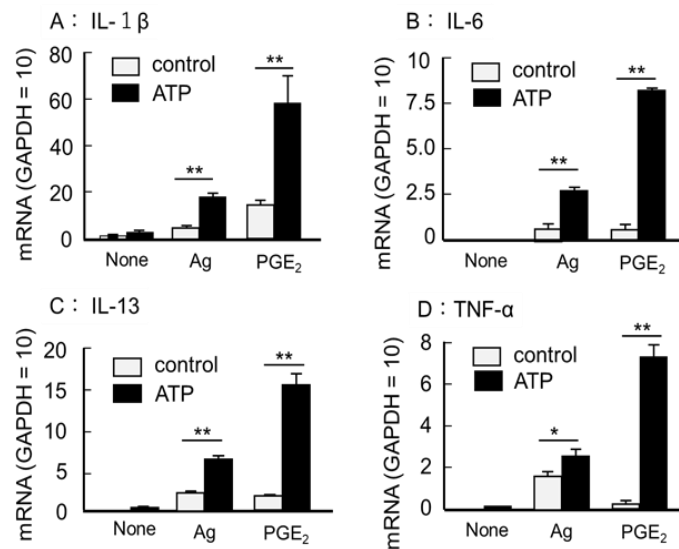 A： IL-１β
mRNA (GAPDH = 10)
80
60
40
20
0
control
ATP
**
**
None
Ag
PGE₂
B： IL-6
mRNA (GAPDH = 10)
10
7.5
5.0
2.5
0
control
ATP
**
**
None
Ag
PGE₂
C： IL-13
mRNA (GAPDH = 10)
20
15
10
5
0
control
ATP
**
**
None
Ag
PGE₂
D：TNF-α
mRNA (GAPDH = 10)
8
6
4
2
0
control
ATP
*
**
None
Ag
PGE₂